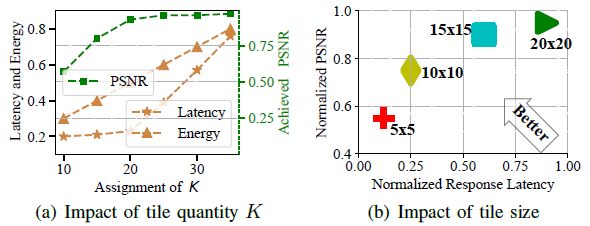 Latency and Energy
0.8
0.6
0.4
0.2
PSNR
Latency
Energy
0.75
0.50
0.25
Achieved PSNR
10
20
30
Assignment of K
(a) Impact of tile quantity K
Normalized PSNR
1.0
0.8
0.6
0.4
15x15
20x20
10x10
5x5
Better
0.00
0.25
0.50
0.75
1.00
Normalized Response Latency
(b) Impact of tile size